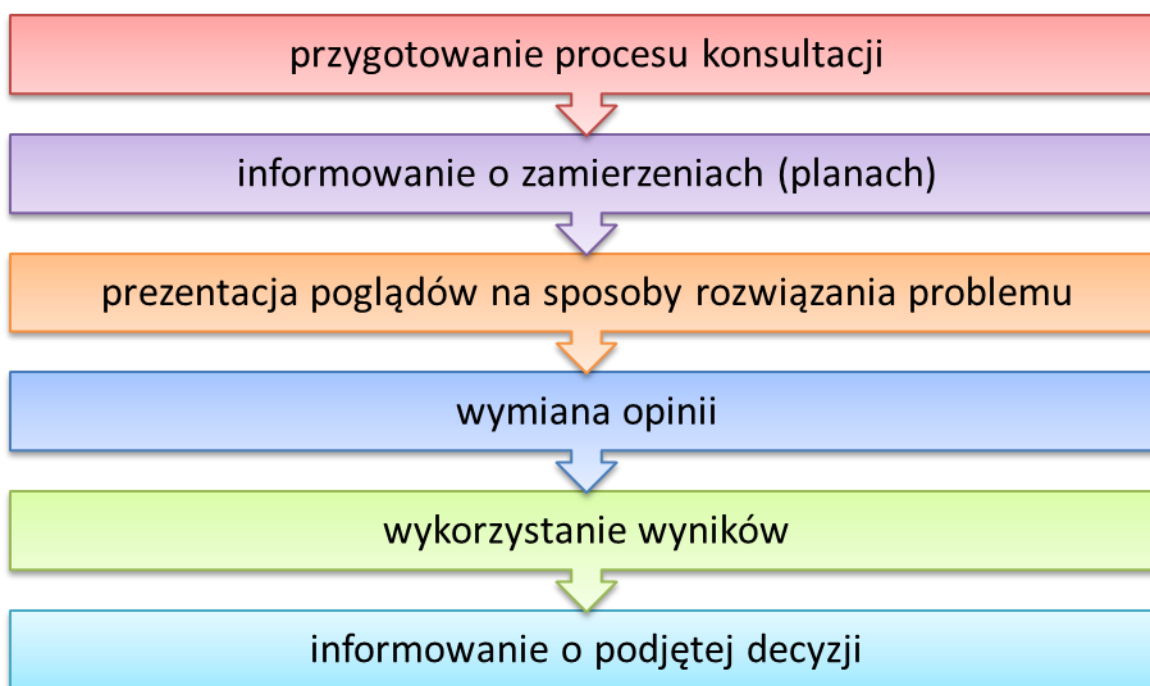 przygotowanie procesu konsultacji
informowanie o zamierzeniach (planach)
prezentacja poglądów na sposoby rozwiązania problemu
wymiana opinii
wykorzystanie wyników
informowanie o podjętej decyzji